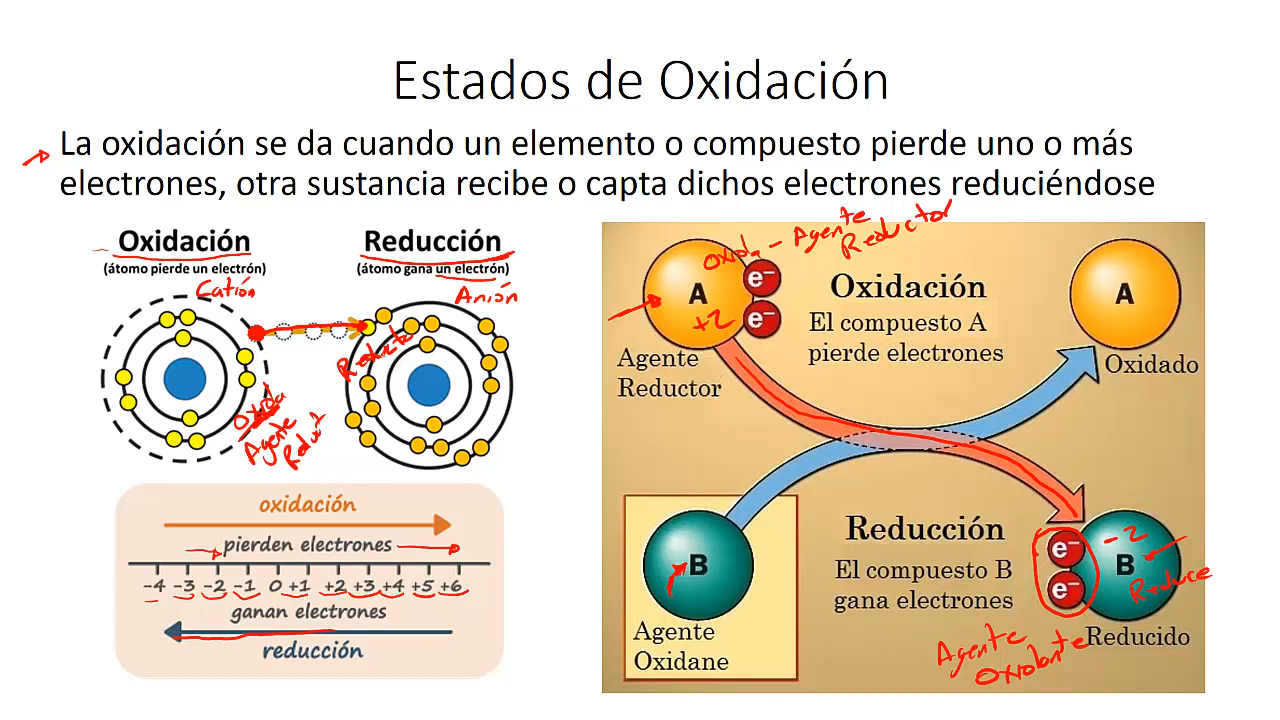 Estados de Oxidación
La oxidación se da cuando un elemento o compuesto pierde uno o más
electrones, otra sustancia recibe o capta dichos electrones reduciéndose
Oxidación
(átomo pierde un electrón)
Catión
Reducción
(átomo gana un electrón)
Anión
Oxida
Agente
oxidación
pierden electrones
-4 -3 -2 -1 0 +1 +2 +3 +4 +5 +6
ganan electrones
reducción
Oxida - Agente
Reductor
A
+2
e⁻
e⁻
Agente
Reductor
Oxidación
El compuesto A
pierde electrones
A
Oxidado
B
Agente
Oxidane
Reducción
El compuesto B
gana electrones
e⁻
e⁻
-2
B
Reduce
Reducido
Agente
Oxidante